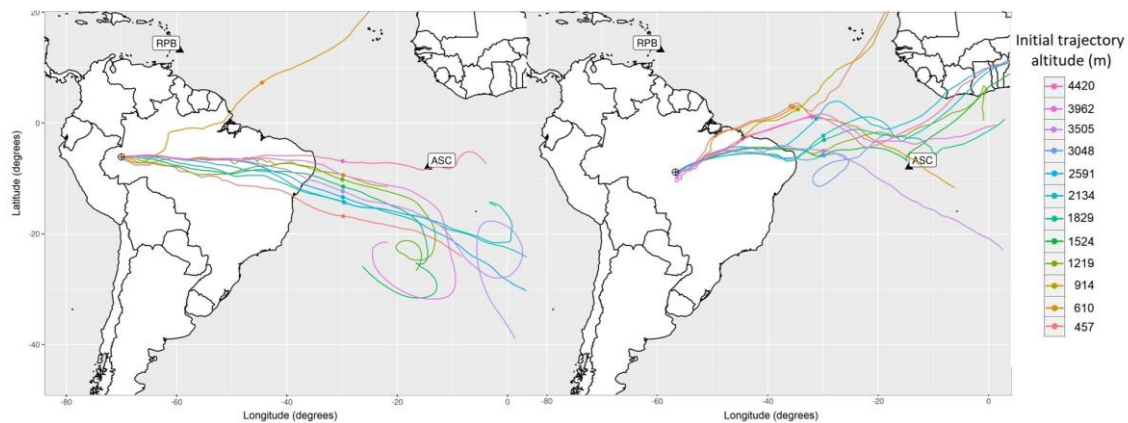 20
0
-20
-40
Latitude (degrees)
RPB
ASC
-80
-60
-40
-20
0
Longitude (degrees)
RPB
ASC
-80
-60
-40
-20
0
Longitude (degrees)
Initial trajectory
altitude (m)
4420
3962
3505
3048
2591
2134
1829
1524
1219
914
610
457